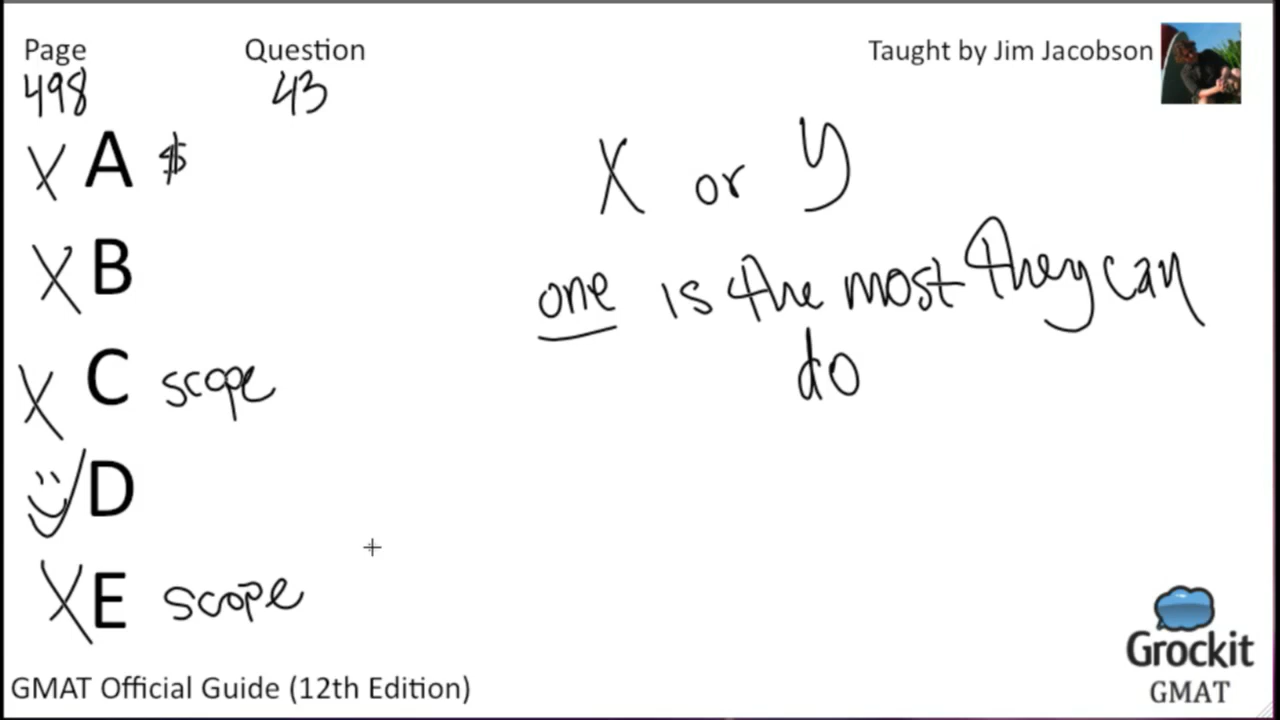 Page Question Taught by Jim Jacobson
498 43
X A $
X or Y
X B
one is the most they can
do
X C scope
D
X E scope
Grockit
GMAT
GMAT Official Guide (12th Edition)